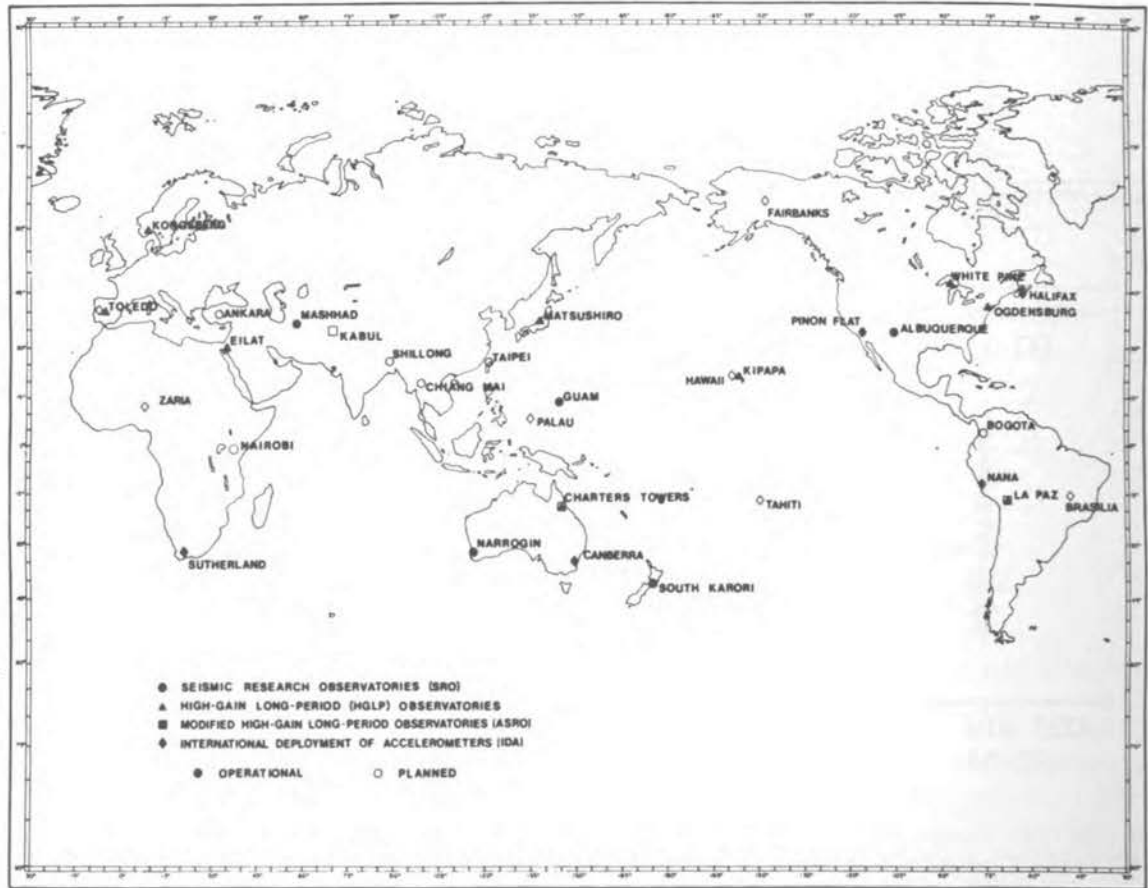 FAIRBANKS
KONGSBERG
WHITE PINE
HALIFAX
OGDENSBURG
TOLEDO
ANKARA
MASHHAD
KABUL
MATSUSHIRO
PINON FLAT
ALBUQUERQUE
EILAT
SHILLONG
TAIPEI
CHIANG MAI
HAWAII
KIPAPA
GUAM
ZARIA
PALAU
BOGOTA
NAIROBI
NANA
LA PAZ
BRASILIA
CHARTERS TOWERS
TAHITI
NARROGIN
CANBERRA
SUTHERLAND
SOUTH KARORI
SEISMIC RESEARCH OBSERVATORIES (SRO)
HIGH-GAIN LONG-PERIOD (HGLP) OBSERVATORIES
MODIFIED HIGH-GAIN LONG-PERIOD OBSERVATORIES (ASRO)
INTERNATIONAL DEPLOYMENT OF ACCELEROMETERS (IDA)
OPERATIONAL
PLANNED